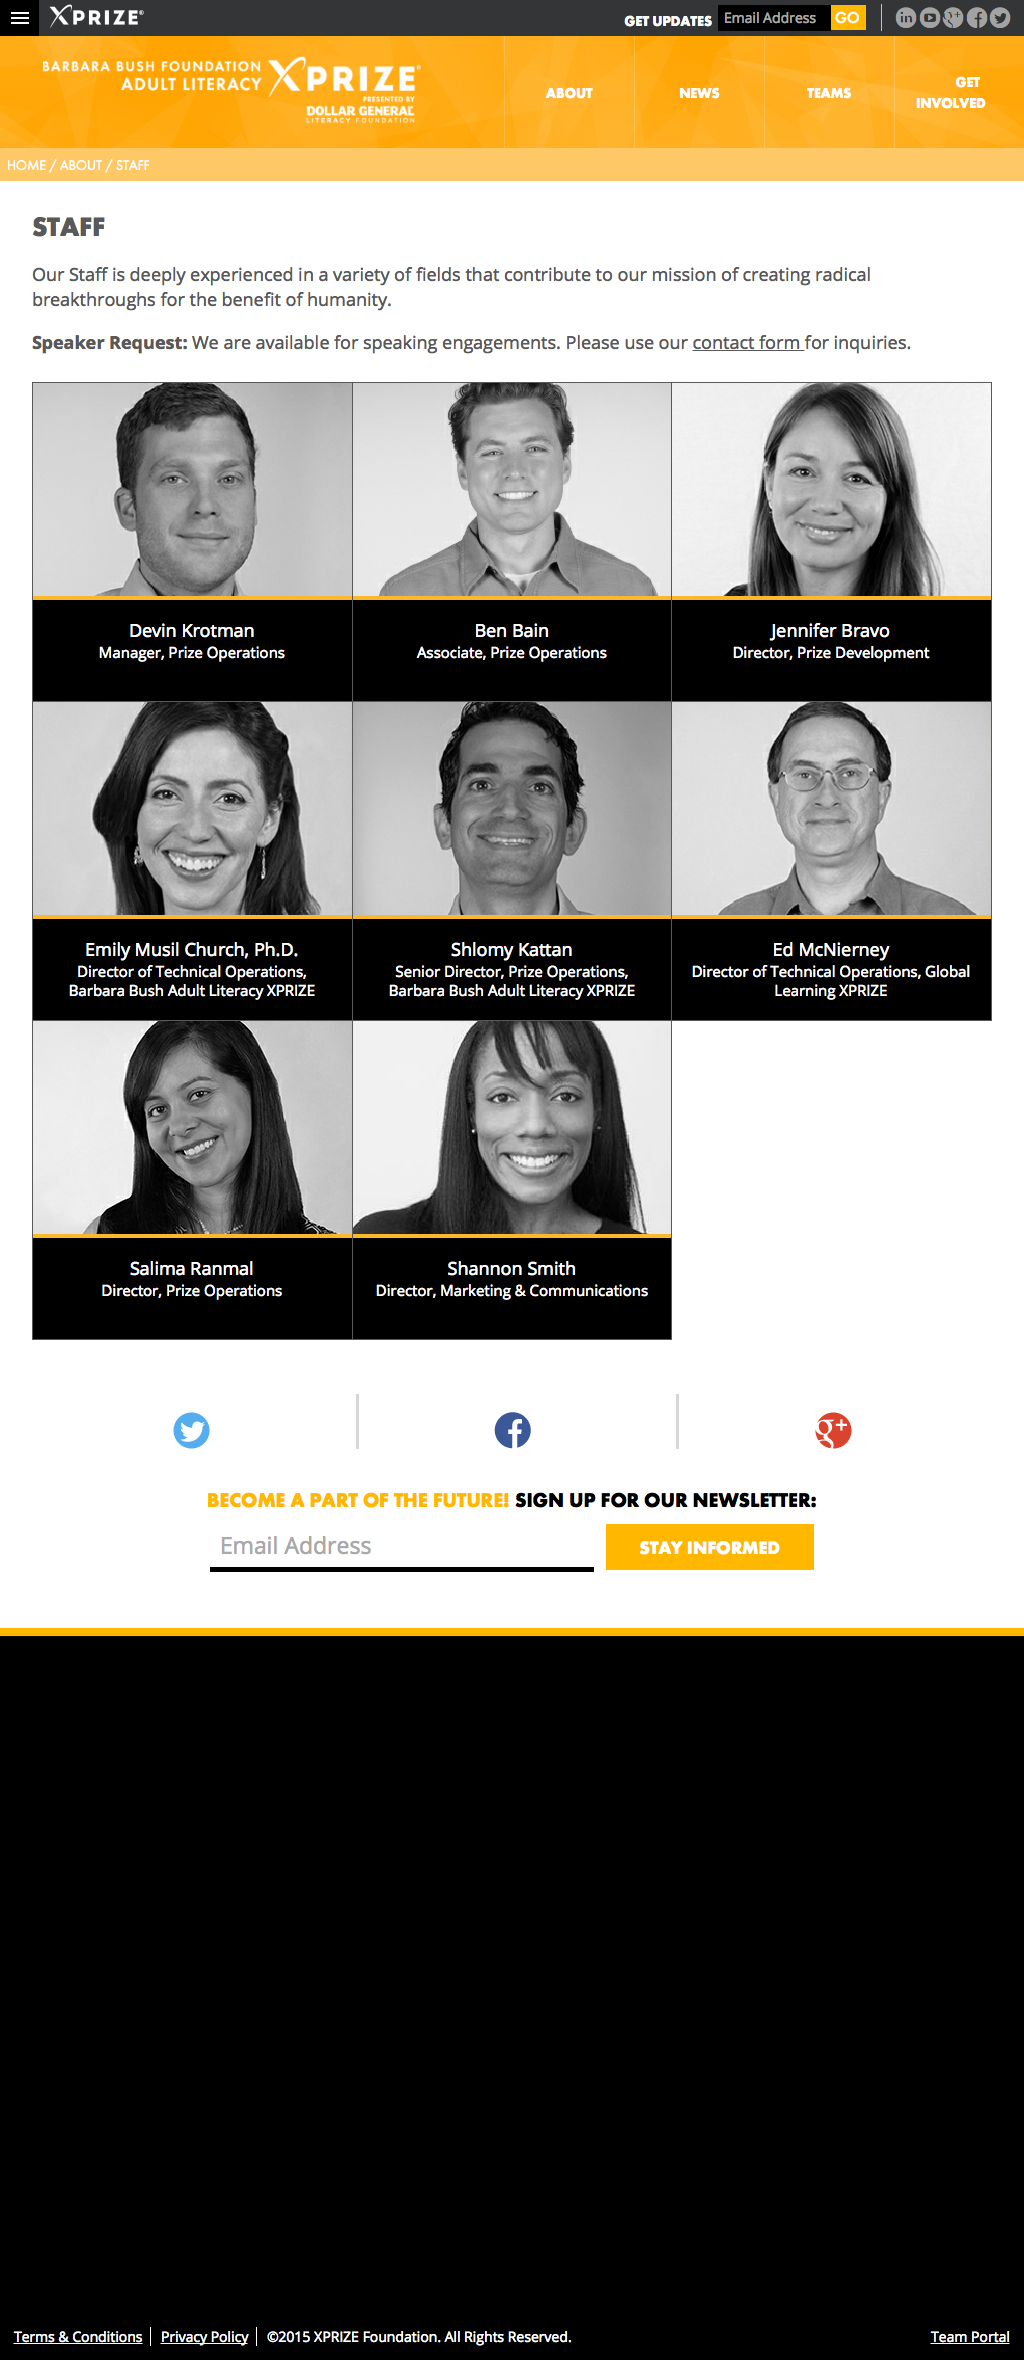 XPRIZE®
GET UPDATES Email Address GO
BARBARA BUSH FOUNDATION
ADULT LITERACY
XPRIZE®
PRESENTED BY
DOLLAR GENERAL
LITERACY FOUNDATION
ABOUT
NEWS
TEAMS
GET
INVOLVED
HOME / ABOUT / STAFF
STAFF
Our Staff is deeply experienced in a variety of fields that contribute to our mission of creating radical
breakthroughs for the benefit of humanity.
Speaker Request: We are available for speaking engagements. Please use our contact form for inquiries.
Devin Krotman
Manager, Prize Operations
Ben Bain
Associate, Prize Operations
Jennifer Bravo
Director, Prize Development
Emily Musil Church, Ph.D.
Director of Technical Operations,
Barbara Bush Adult Literacy XPRIZE
Shlomy Kattan
Senior Director, Prize Operations,
Barbara Bush Adult Literacy XPRIZE
Ed McNierney
Director of Technical Operations, Global
Learning XPRIZE
Salima Ranmal
Director, Prize Operations
Shannon Smith
Director, Marketing & Communications
BECOME A PART OF THE FUTURE! SIGN UP FOR OUR NEWSLETTER:
Email Address
STAY INFORMED
Terms & Conditions Privacy Policy ©2015 XPRIZE Foundation. All Rights Reserved. Team Portal